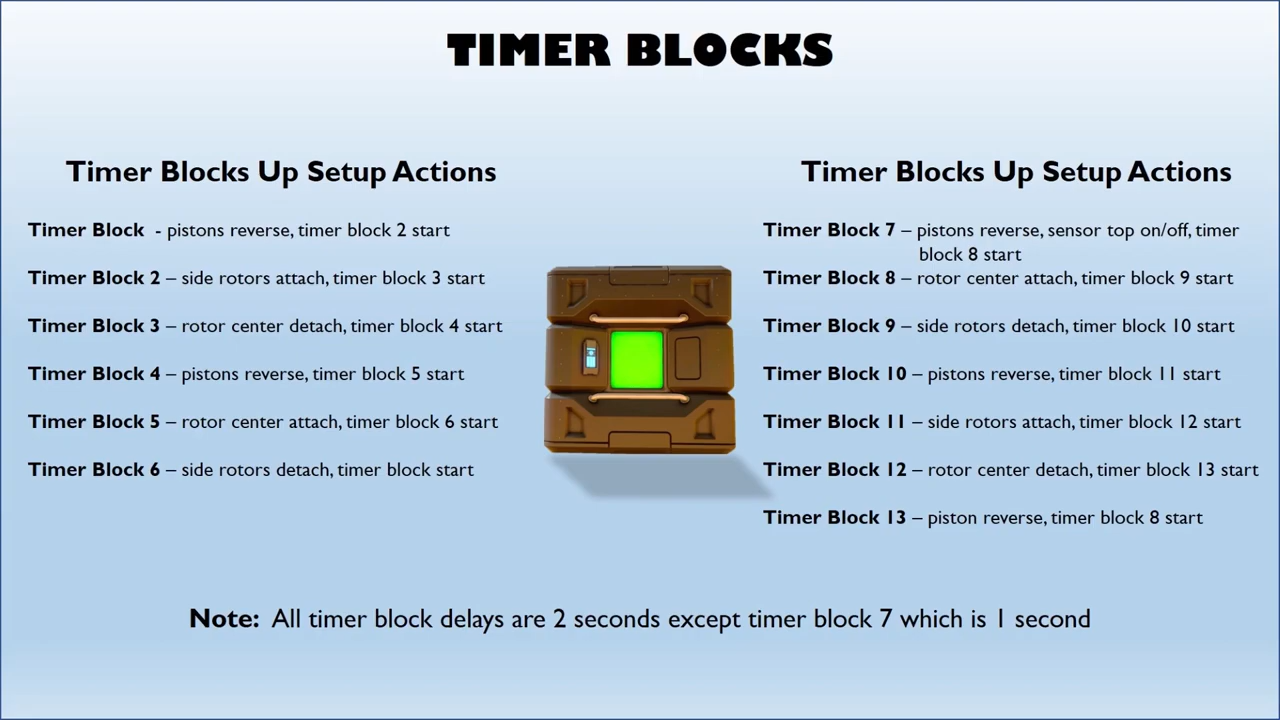 TIMER BLOCKS
Timer Blocks Up Setup Actions
Timer Block - pistons reverse, timer block 2 start
Timer Block 2 – side rotors attach, timer block 3 start
Timer Block 3 – rotor center detach, timer block 4 start
Timer Block 4 – pistons reverse, timer block 5 start
Timer Block 5 – rotor center attach, timer block 6 start
Timer Block 6 – side rotors detach, timer block start
Timer Blocks Up Setup Actions
Timer Block 7 – pistons reverse, sensor top on/off, timer
block 8 start
Timer Block 8 – rotor center attach, timer block 9 start
Timer Block 9 – side rotors detach, timer block 10 start
Timer Block 10 – pistons reverse, timer block 11 start
Timer Block 11 – side rotors attach, timer block 12 start
Timer Block 12 – rotor center detach, timer block 13 start
Timer Block 13 – piston reverse, timer block 8 start
Note: All timer block delays are 2 seconds except timer block 7 which is 1 second